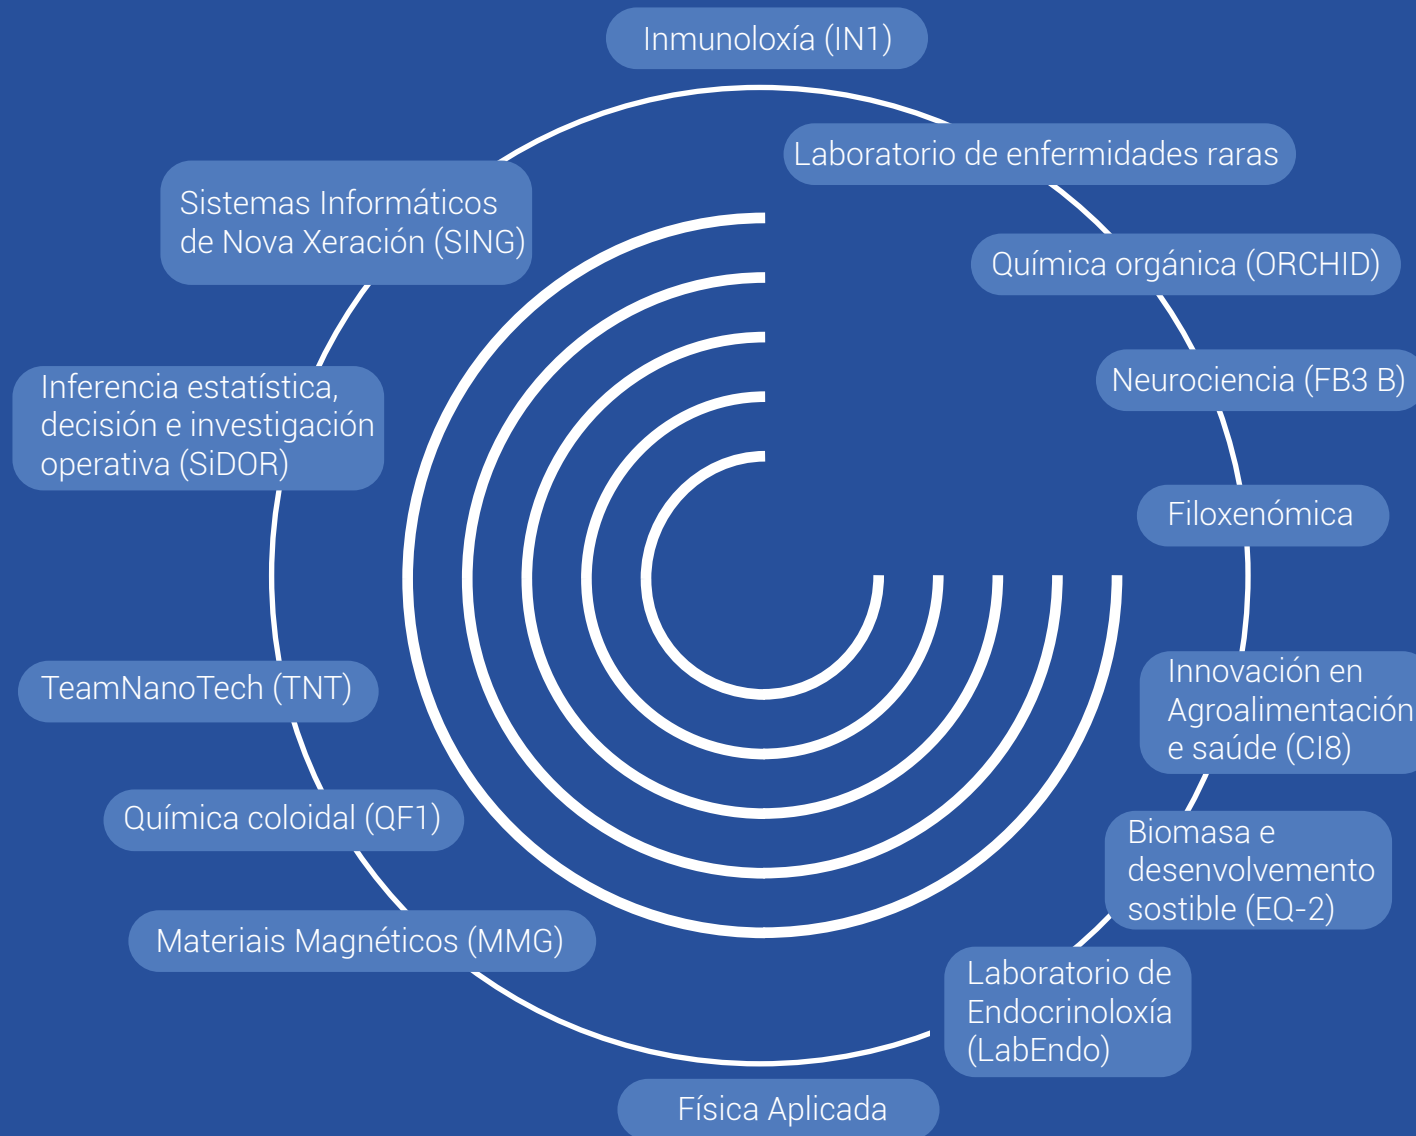 Inmunoloxía (IN1)
Laboratorio de enfermidades raras
Sistemas Informáticos
de Nova Xeración (SING)
Química orgánica (ORCHID)
Neurociencia (FB3 B)
Inferencia estatística,
decisión e investigación
operativa (SiDOR)
Filoxenómica
TeamNanoTech (TNT)
Innovación en
Agroalimentación
e saúde (CI8)
Química coloidal (QF1)
Biomasa e
desenvolvemento
sostible (EQ-2)
Materiais Magnéticos (MMG)
Laboratorio de
Endocrinoloxía
(LabEndo)
Física Aplicada